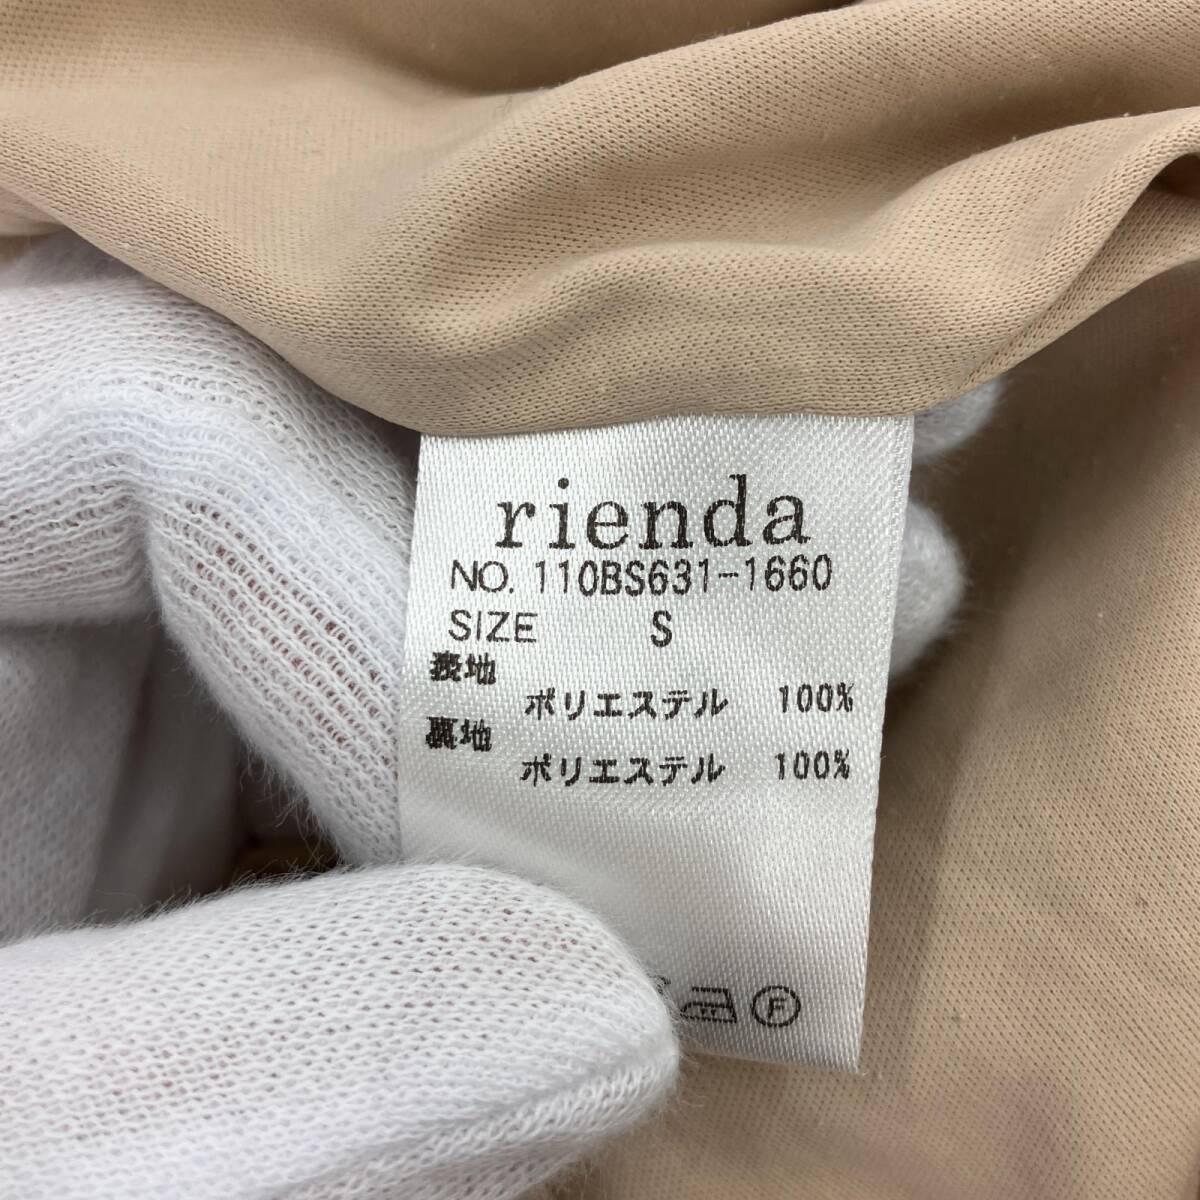 rienda
NO. 110BS631-1660
SIZE S
表地
ポリエステル 100%
裏地
ポリエステル 100%
F